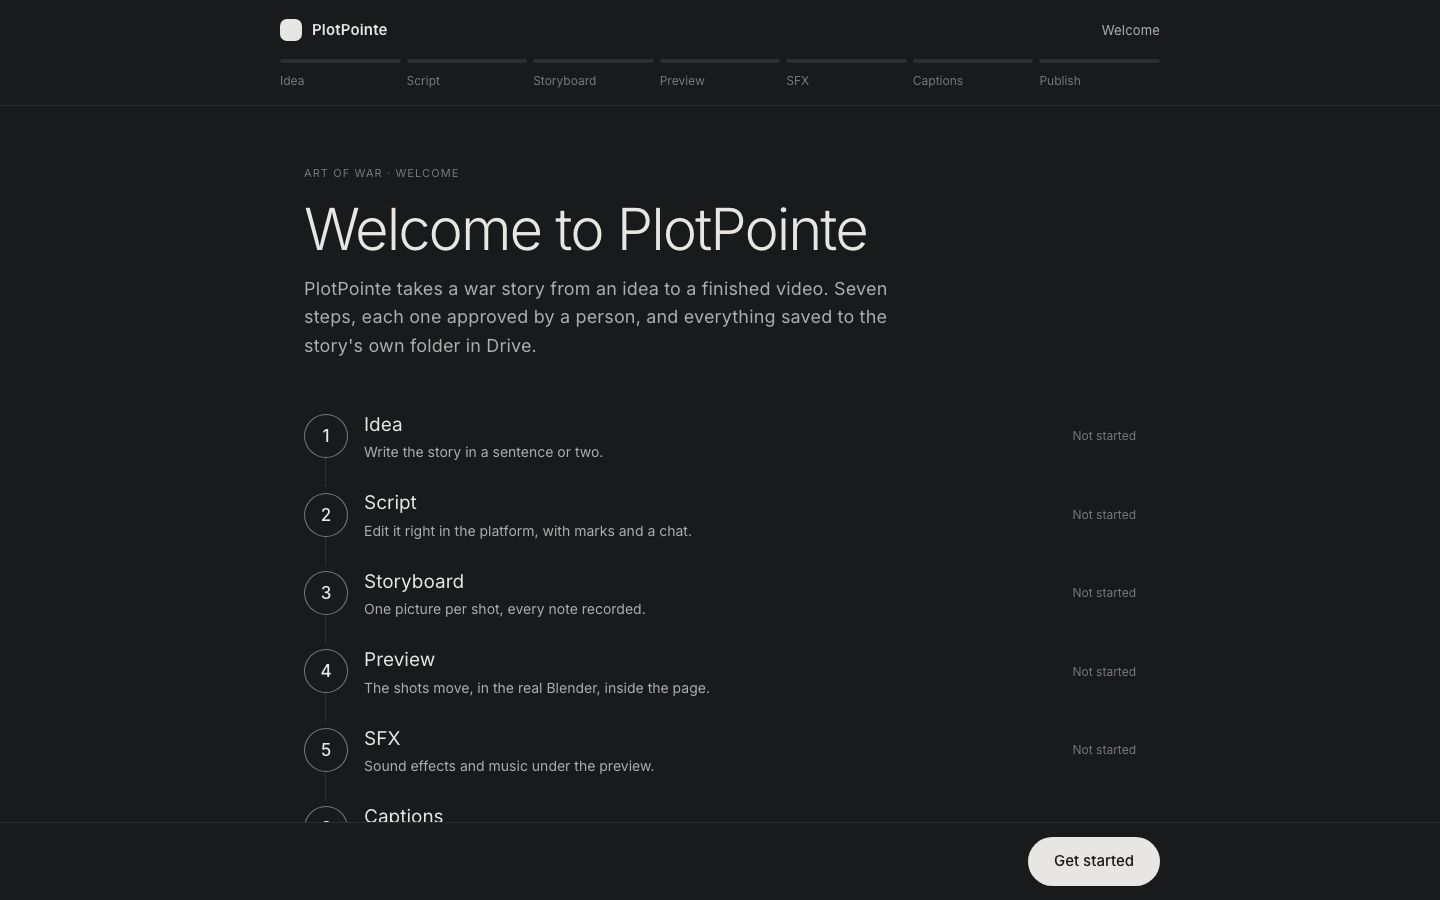 PlotPointe
Welcome
Idea
Script
Storyboard
Preview
SFX
Captions
Publish
ART OF WAR · WELCOME
Welcome to PlotPointe
PlotPointe takes a war story from an idea to a finished video. Seven
steps, each one approved by a person, and everything saved to the
story's own folder in Drive.
1
Idea
Not started
Write the story in a sentence or two.
2
Script
Not started
Edit it right in the platform, with marks and a chat.
3
Storyboard
Not started
One picture per shot, every note recorded.
4
Preview
Not started
The shots move, in the real Blender, inside the page.
5
SFX
Not started
Sound effects and music under the preview.
Captions
Get started